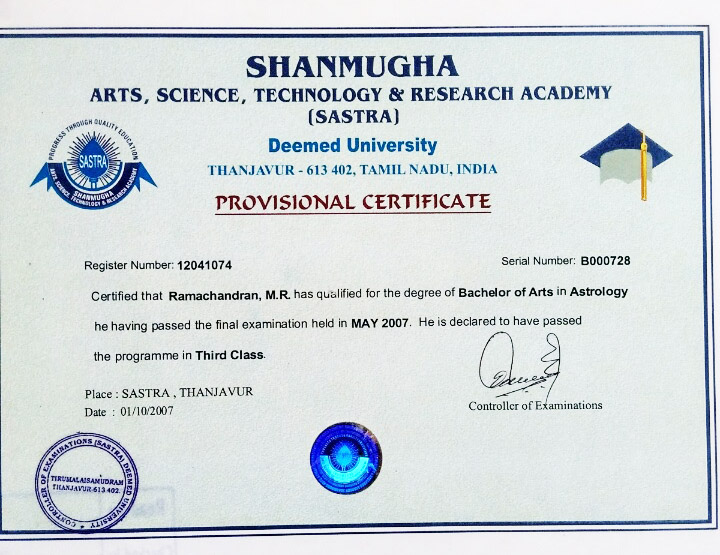 SHANMUGHA
ARTS, SCIENCE, TECHNOLOGY & RESEARCH ACADEMY
(SASTRA)
Deemed University
THANJAVUR - 613 402, TAMIL NADU, INDIA
PROVISIONAL CERTIFICATE
PROGRESS THROUGH QUALITY EDUCATION
SASTRA
SHANMUGHA
ARTS, SCIENCE, TECHNOLOGY & RESEARCH ACADEMY
Register Number: 12041074
Serial Number: B000728
Certified that Ramachandran, M.R. has qualified for the degree of Bachelor of Arts in Astrology
he having passed the final examination held in MAY 2007. He is declared to have passed
the programme in Third Class.
Place : SASTRA , THANJAVUR
Date : 01/10/2007
Controller of Examinations
CONTROLLER OF EXAMINATIONS (SASTRA) DEEMED UNIVERSITY
TIRUMALAISAMUDRAM
THANJAVUR-613 402.